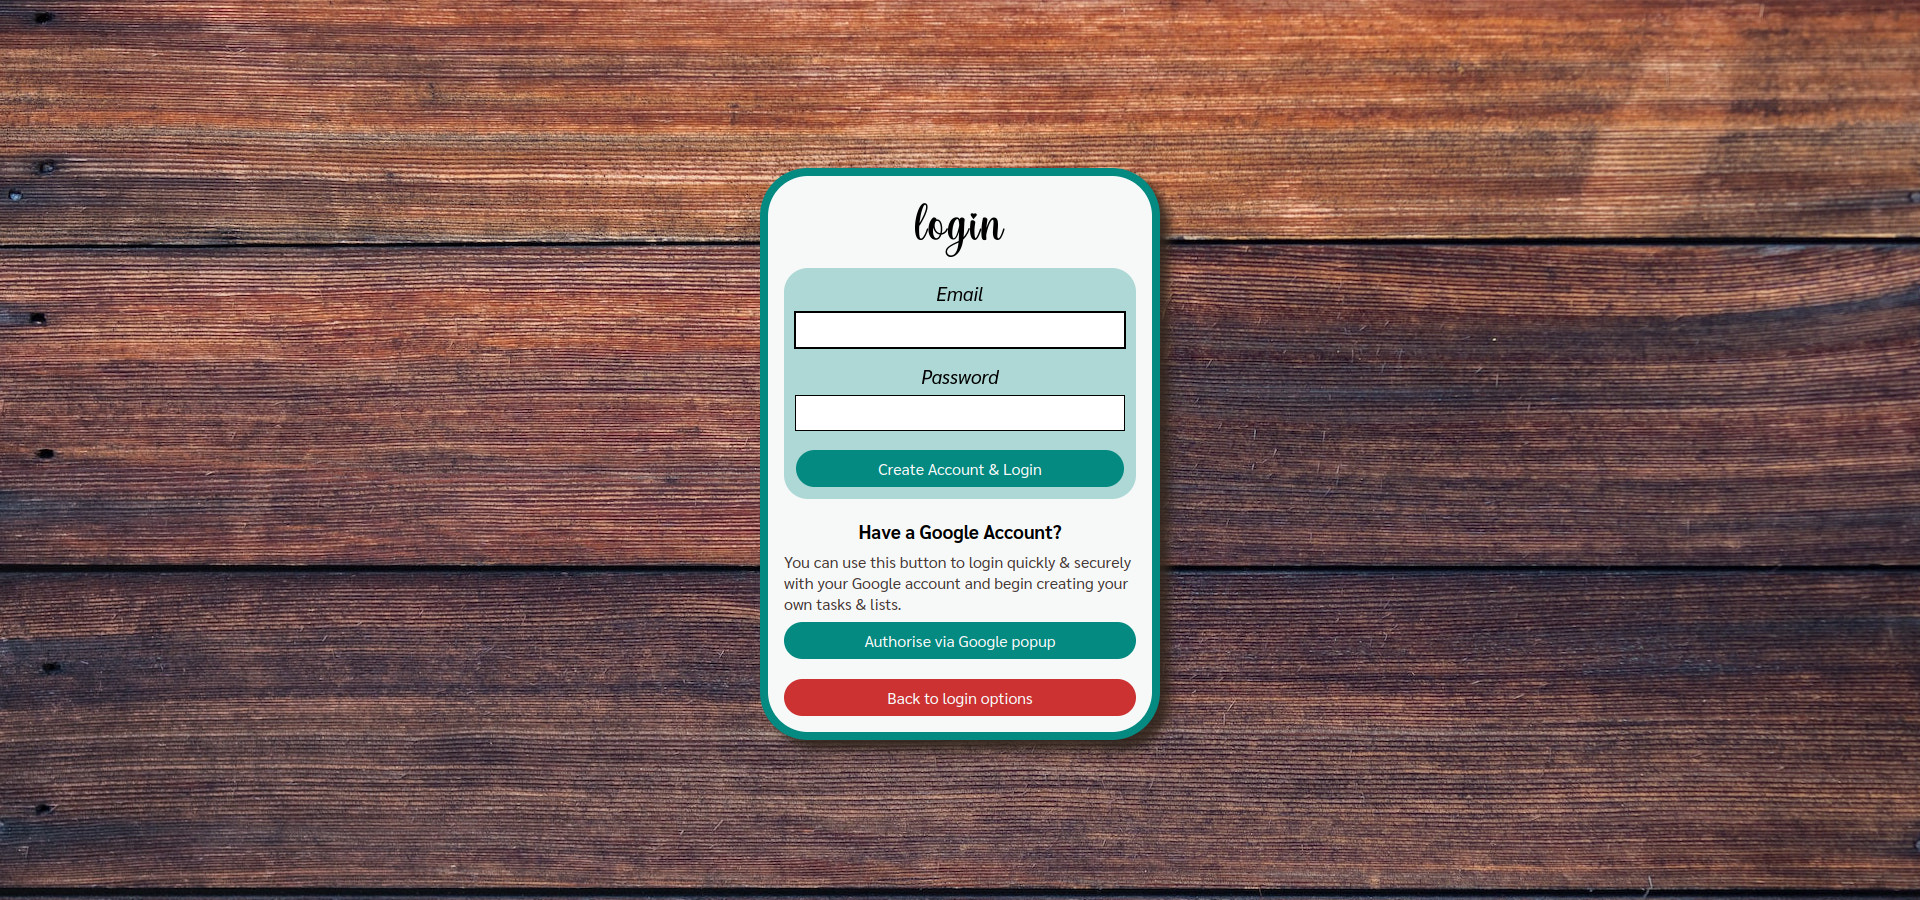 login
Email
Password
Create Account & Login
Have a Google Account?
You can use this button to login quickly & securely
with your Google account and begin creating your
own tasks & lists.
Authorise via Google popup
Back to login options